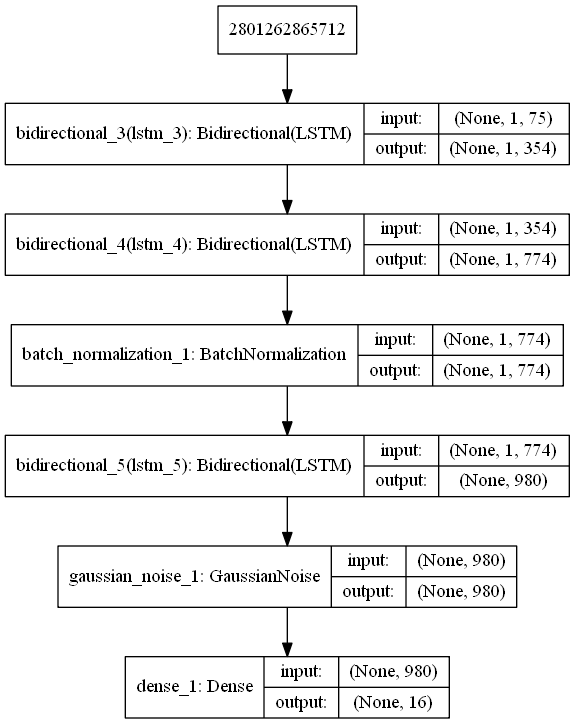 2801262865712
bidirectional_3(lstm_3): Bidirectional(LSTM)
input: (None, 1, 75)
output: (None, 1, 354)
bidirectional_4(lstm_4): Bidirectional(LSTM)
input: (None, 1, 354)
output: (None, 1, 774)
batch_normalization_1: BatchNormalization
input: (None, 1, 774)
output: (None, 1, 774)
bidirectional_5(lstm_5): Bidirectional(LSTM)
input: (None, 1, 774)
output: (None, 980)
gaussian_noise_1: GaussianNoise
input: (None, 980)
output: (None, 980)
dense_1: Dense
input: (None, 980)
output: (None, 16)